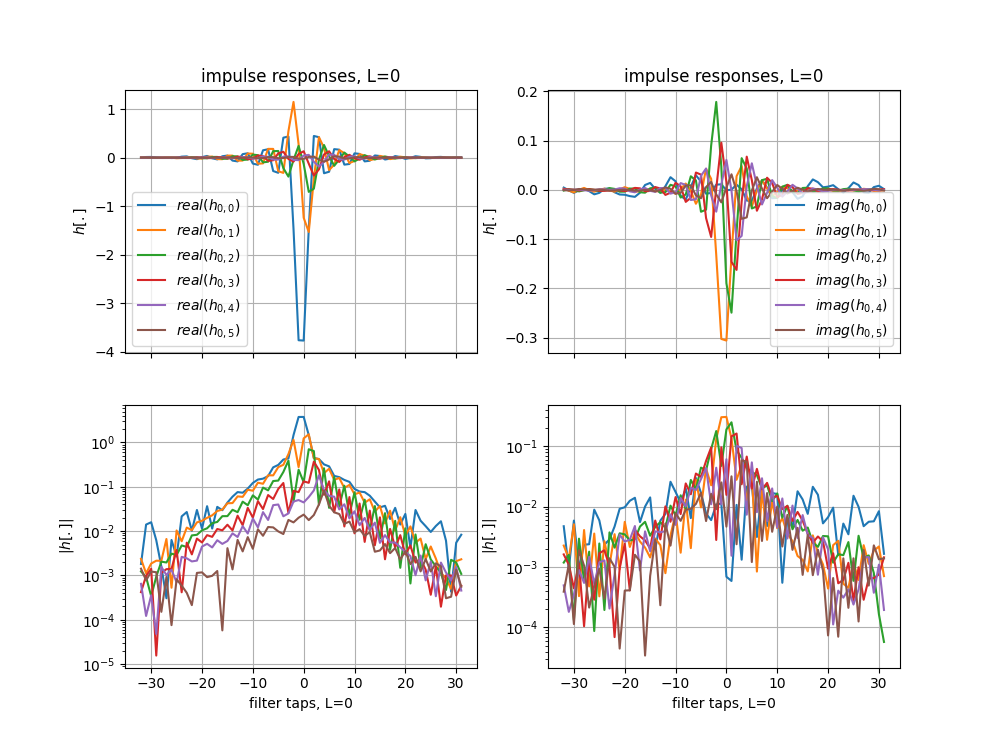 impulse responses, L=0
1
0
−1
−2
−3
−4
h[.]
real(h₀,₀)
real(h₀,₁)
real(h₀,₂)
real(h₀,₃)
real(h₀,₄)
real(h₀,₅)
impulse responses, L=0
0.2
0.1
0.0
−0.1
−0.2
−0.3
h[.]
imag(h₀,₀)
imag(h₀,₁)
imag(h₀,₂)
imag(h₀,₃)
imag(h₀,₄)
imag(h₀,₅)
10⁰
10⁻¹
10⁻²
10⁻³
10⁻⁴
10⁻⁵
|h[.]|
−30 −20 −10 0 10 20 30
filter taps, L=0
10⁻¹
10⁻²
10⁻³
10⁻⁴
|h[.]|
−30 −20 −10 0 10 20 30
filter taps, L=0